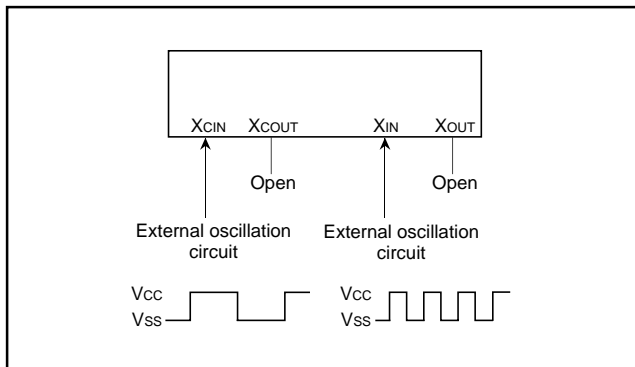 XCIN XCOUT XIN XOUT
Open Open
External oscillation External oscillation
circuit circuit
VCC VCC
VSS VSS